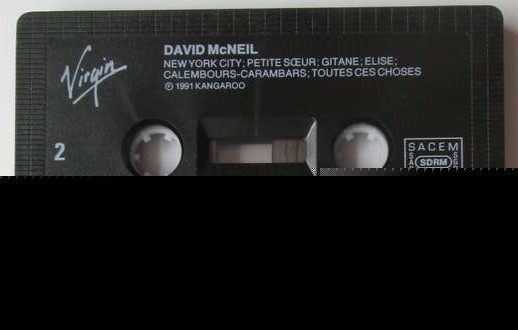 Virgin
DAVID McNEIL
NEW YORK CITY; PETITE SŒUR; GITANE; ELISE;
CALEMBOURS-CARAMBARS; TOUTES CES CHOSES
℗ 1991 KANGAROO
2
SACEM
SDRM